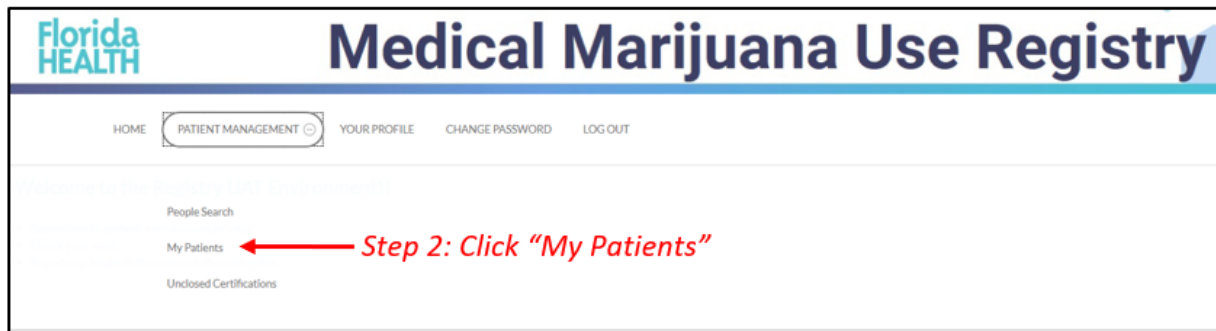 Florida
HEALTH
Medical Marijuana Use Registry
HOME PATIENT MANAGEMENT YOUR PROFILE CHANGE PASSWORD LOG OUT
People Search
My Patients
Step 2: Click “My Patients”
Unclosed Certifications